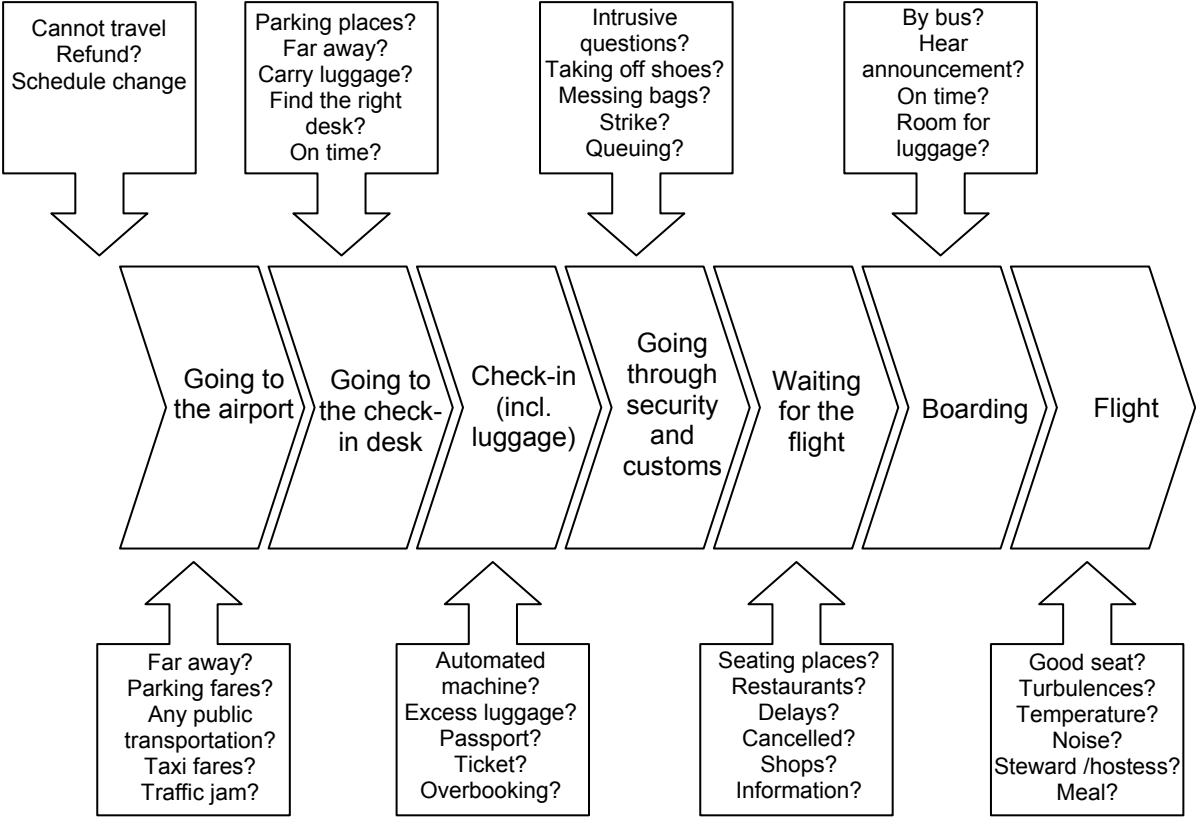 Cannot travel
Refund?
Schedule change
Parking places?
Far away?
Carry luggage?
Find the right
desk?
On time?
Intrusive
questions?
Taking off shoes?
Messing bags?
Strike?
Queuing?
By bus?
Hear
announcement?
On time?
Room for
luggage?
Going to
the airport
Going to
the check-
in desk
Check-in
(incl.
luggage)
Going
through
security
and
customs
Waiting
for the
flight
Boarding
Flight
Far away?
Parking fares?
Any public
transportation?
Taxi fares?
Traffic jam?
Automated
machine?
Excess luggage?
Passport?
Ticket?
Overbooking?
Seating places?
Restaurants?
Delays?
Cancelled?
Shops?
Information?
Good seat?
Turbulences?
Temperature?
Noise?
Steward /hostess?
Meal?